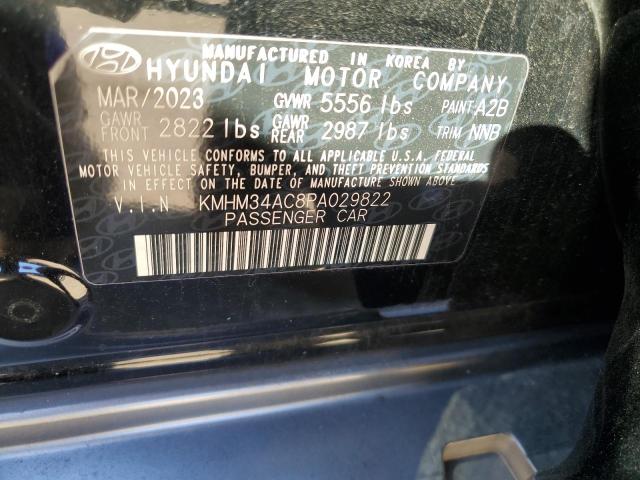 MANUFACTURED IN KOREA BY
HYUNDAI MOTOR COMPANY
MAR/2023 GVWR 5556 lbs PAINT: A2B
GAWR FRONT 2822 lbs GAWR REAR 2987 lbs TRIM NNB
THIS VEHICLE CONFORMS TO ALL APPLICABLE U.S.A. FEDERAL
MOTOR VEHICLE SAFETY, BUMPER, AND THEFT PREVENTION STANDARDS
IN EFFECT ON THE DATE OF MANUFACTURE SHOWN ABOVE.
V.I.N KMHM34AC8PA029822
PASSENGER CAR